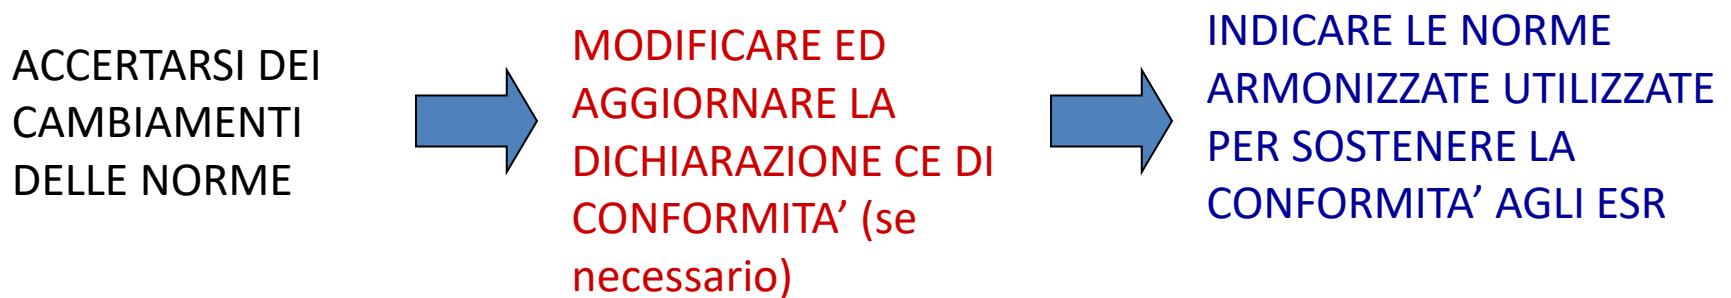 ACCERTARSI DEI
CAMBIAMENTI
DELLE NORME
MODIFICARE ED
AGGIORNARE LA
DICHIARAZIONE CE DI
CONFORMITA’ (se
necessario)
INDICARE LE NORME
ARMONIZZATE UTILIZZATE
PER SOSTENERE LA
CONFORMITA’ AGLI ESR